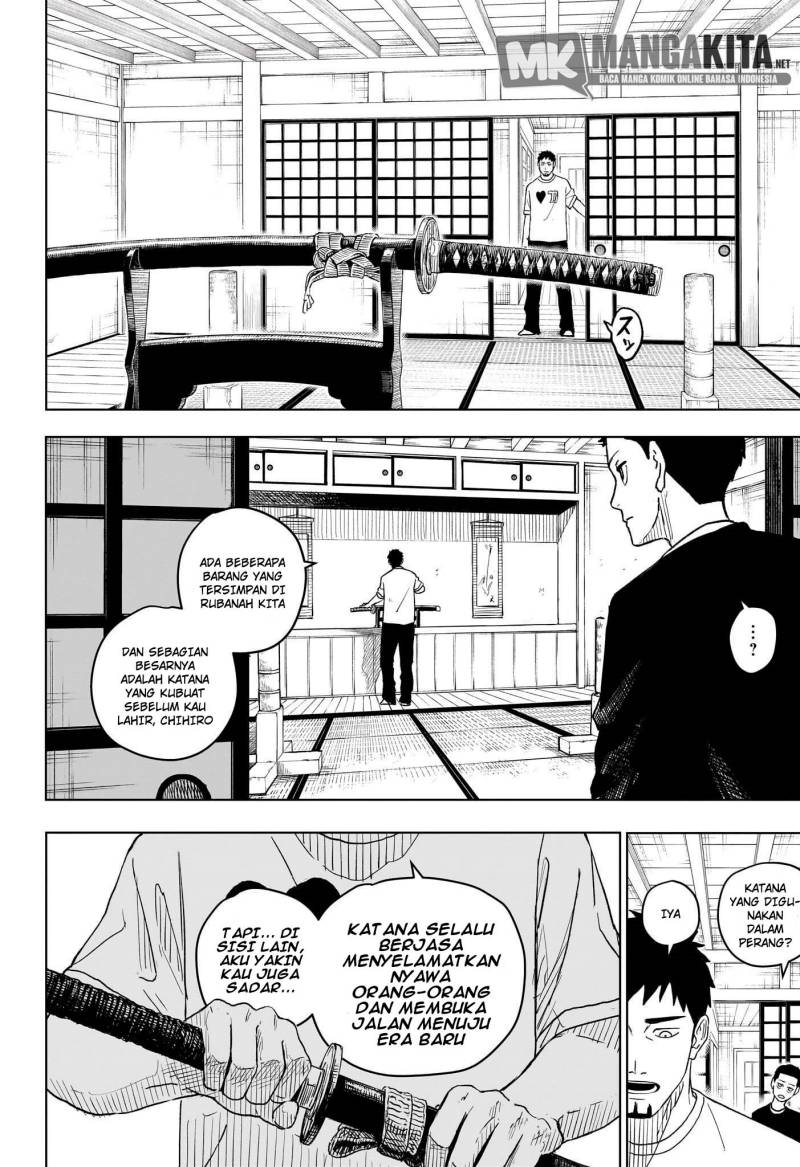 MK MANGAKITA.NET
BACA MANGA KOMIK ONLINE BAHASA INDONESIA
スッ
…?
ADA BEBERAPA
BARANG YANG
TERSIMPAN DI
RUBANAH KITA
DAN SEBAGIAN
BESARNYA
ADALAH KATANA
YANG KUBUAT
SEBELUM KAU
LAHIR, CHIHIRO
KATANA
YANG DIGU-
NAKAN
DALAM
PERANG?
IYA
KATANA SELALU
BERJASA
MENYELAMATKAN
NYAWA
ORANG-ORANG
DAN MEMBUKA
JALAN MENUJU
ERA BARU
TAPI... DI
SISI LAIN,
AKU YAKIN
KAU JUGA
SADAR...